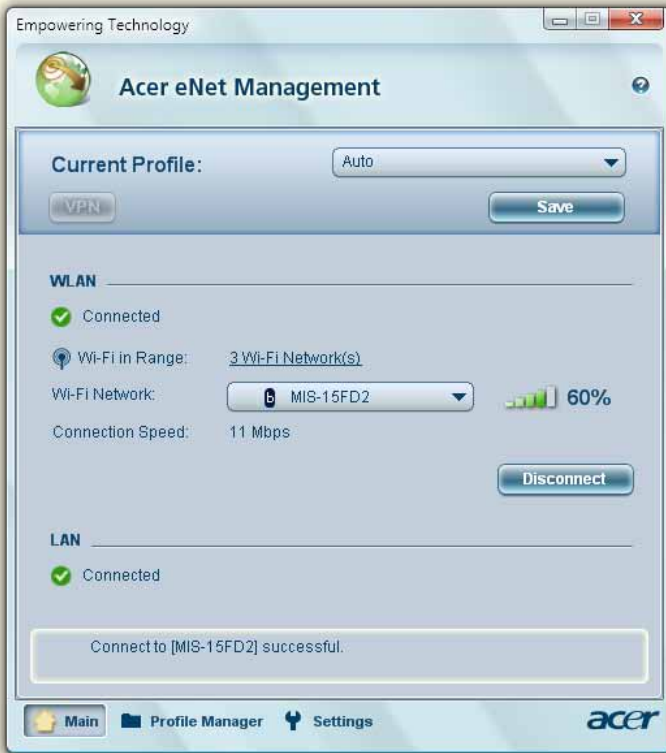 Empowering Technology
Acer eNet Management
Current Profile:
Auto
VPN
Save
WLAN
Connected
Wi-Fi in Range:
3 Wi-Fi Network(s)
Wi-Fi Network:
b MIS-15FD2
60%
Connection Speed:
11 Mbps
Disconnect
LAN
Connected
Connect to [MIS-15FD2] successful.
Main
Profile Manager
Settings
acer